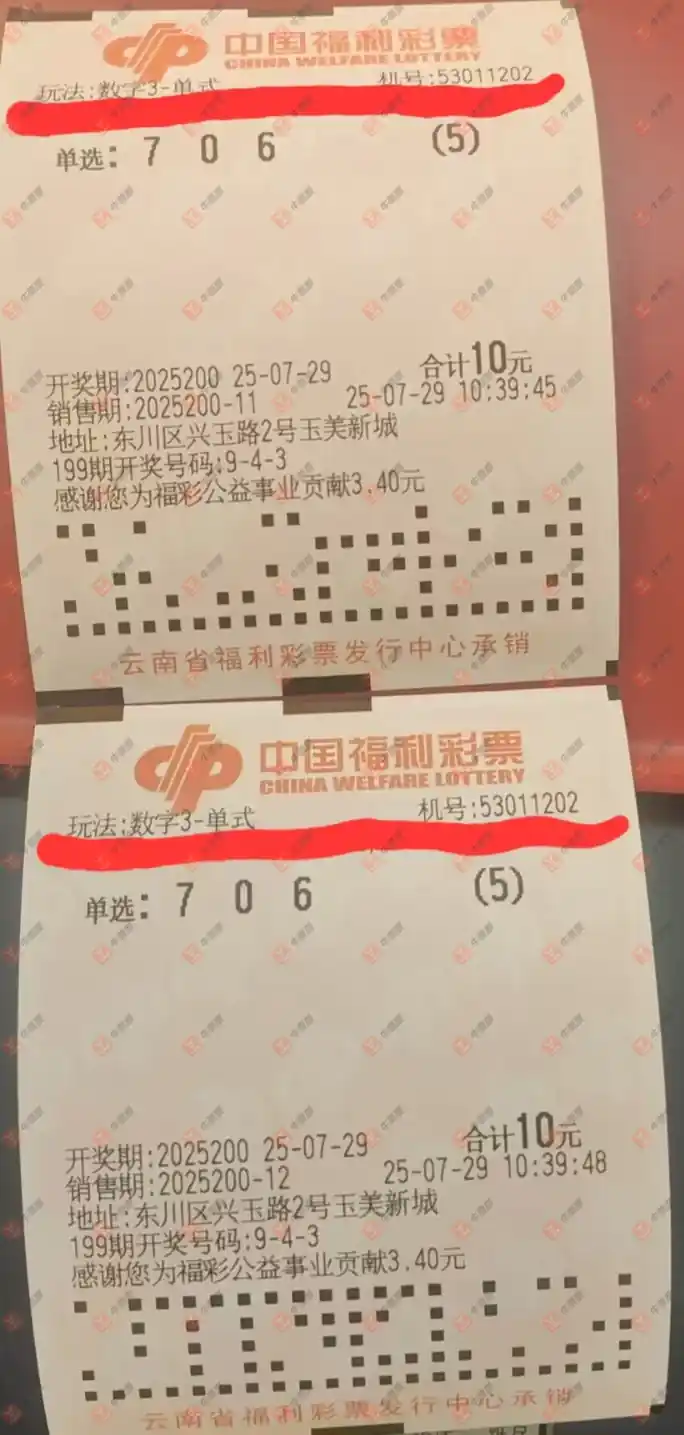 中国福利彩票
CHINA WELFARE LOTTERY
玩法:数字3-单式 机号:53011202
单选: 7 0 6 (5)
合计10元
开奖期:2025200 25-07-29
销售期:2025200-11 25-07-29 10:39:45
地址:东川区兴玉路2号玉美新城
199期开奖号码:9-4-3
感谢您为福彩公益事业贡献3.40元
云南省福利彩票发行中心承销
中国福利彩票
CHINA WELFARE LOTTERY
玩法:数字3-单式 机号:53011202
单选: 7 0 6 (5)
合计10元
开奖期:2025200 25-07-29
销售期:2025200-12 25-07-29 10:39:48
地址:东川区兴玉路2号玉美新城
199期开奖号码:9-4-3
感谢您为福彩公益事业贡献3.40元
云南省福利彩票发行中心承销